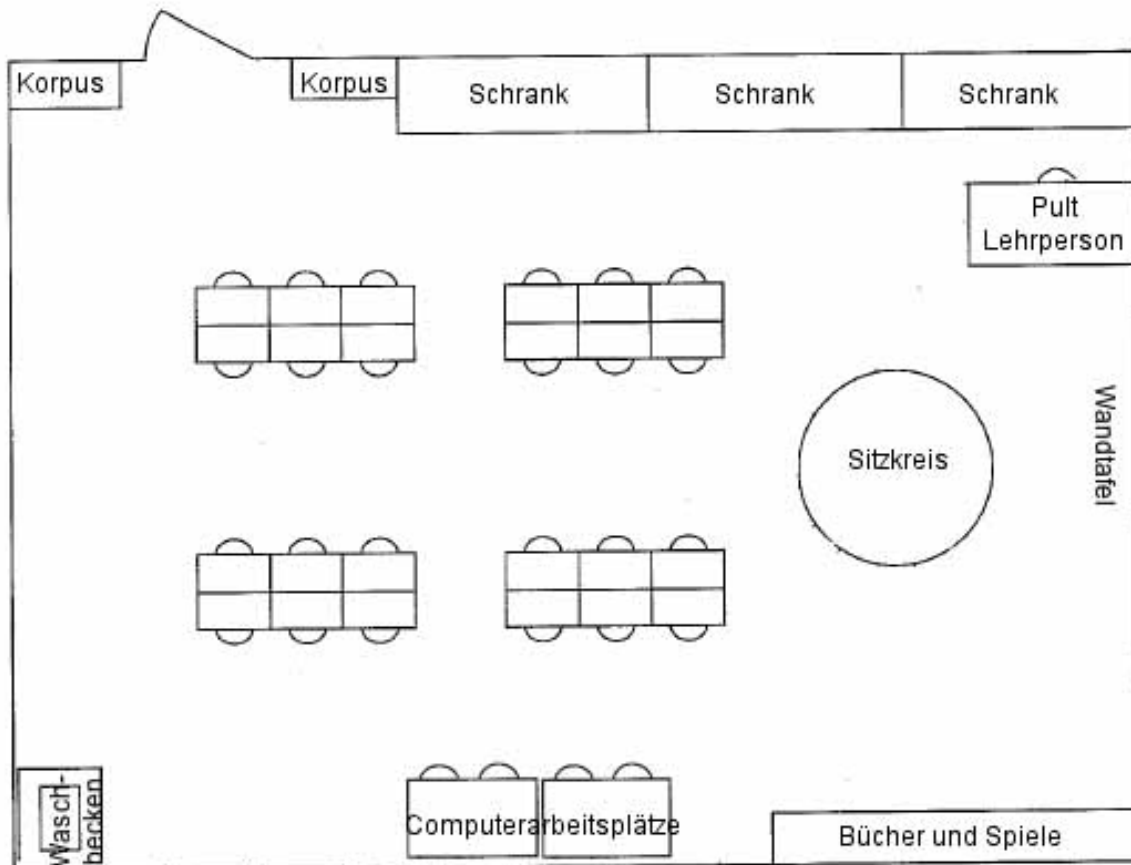 Korpus
Korpus
Schrank
Schrank
Schrank
Pult
Lehrperson
Wandtafel
Sitzkreis
Wasch-
becken
Computerarbeitsplätze
Bücher und Spiele